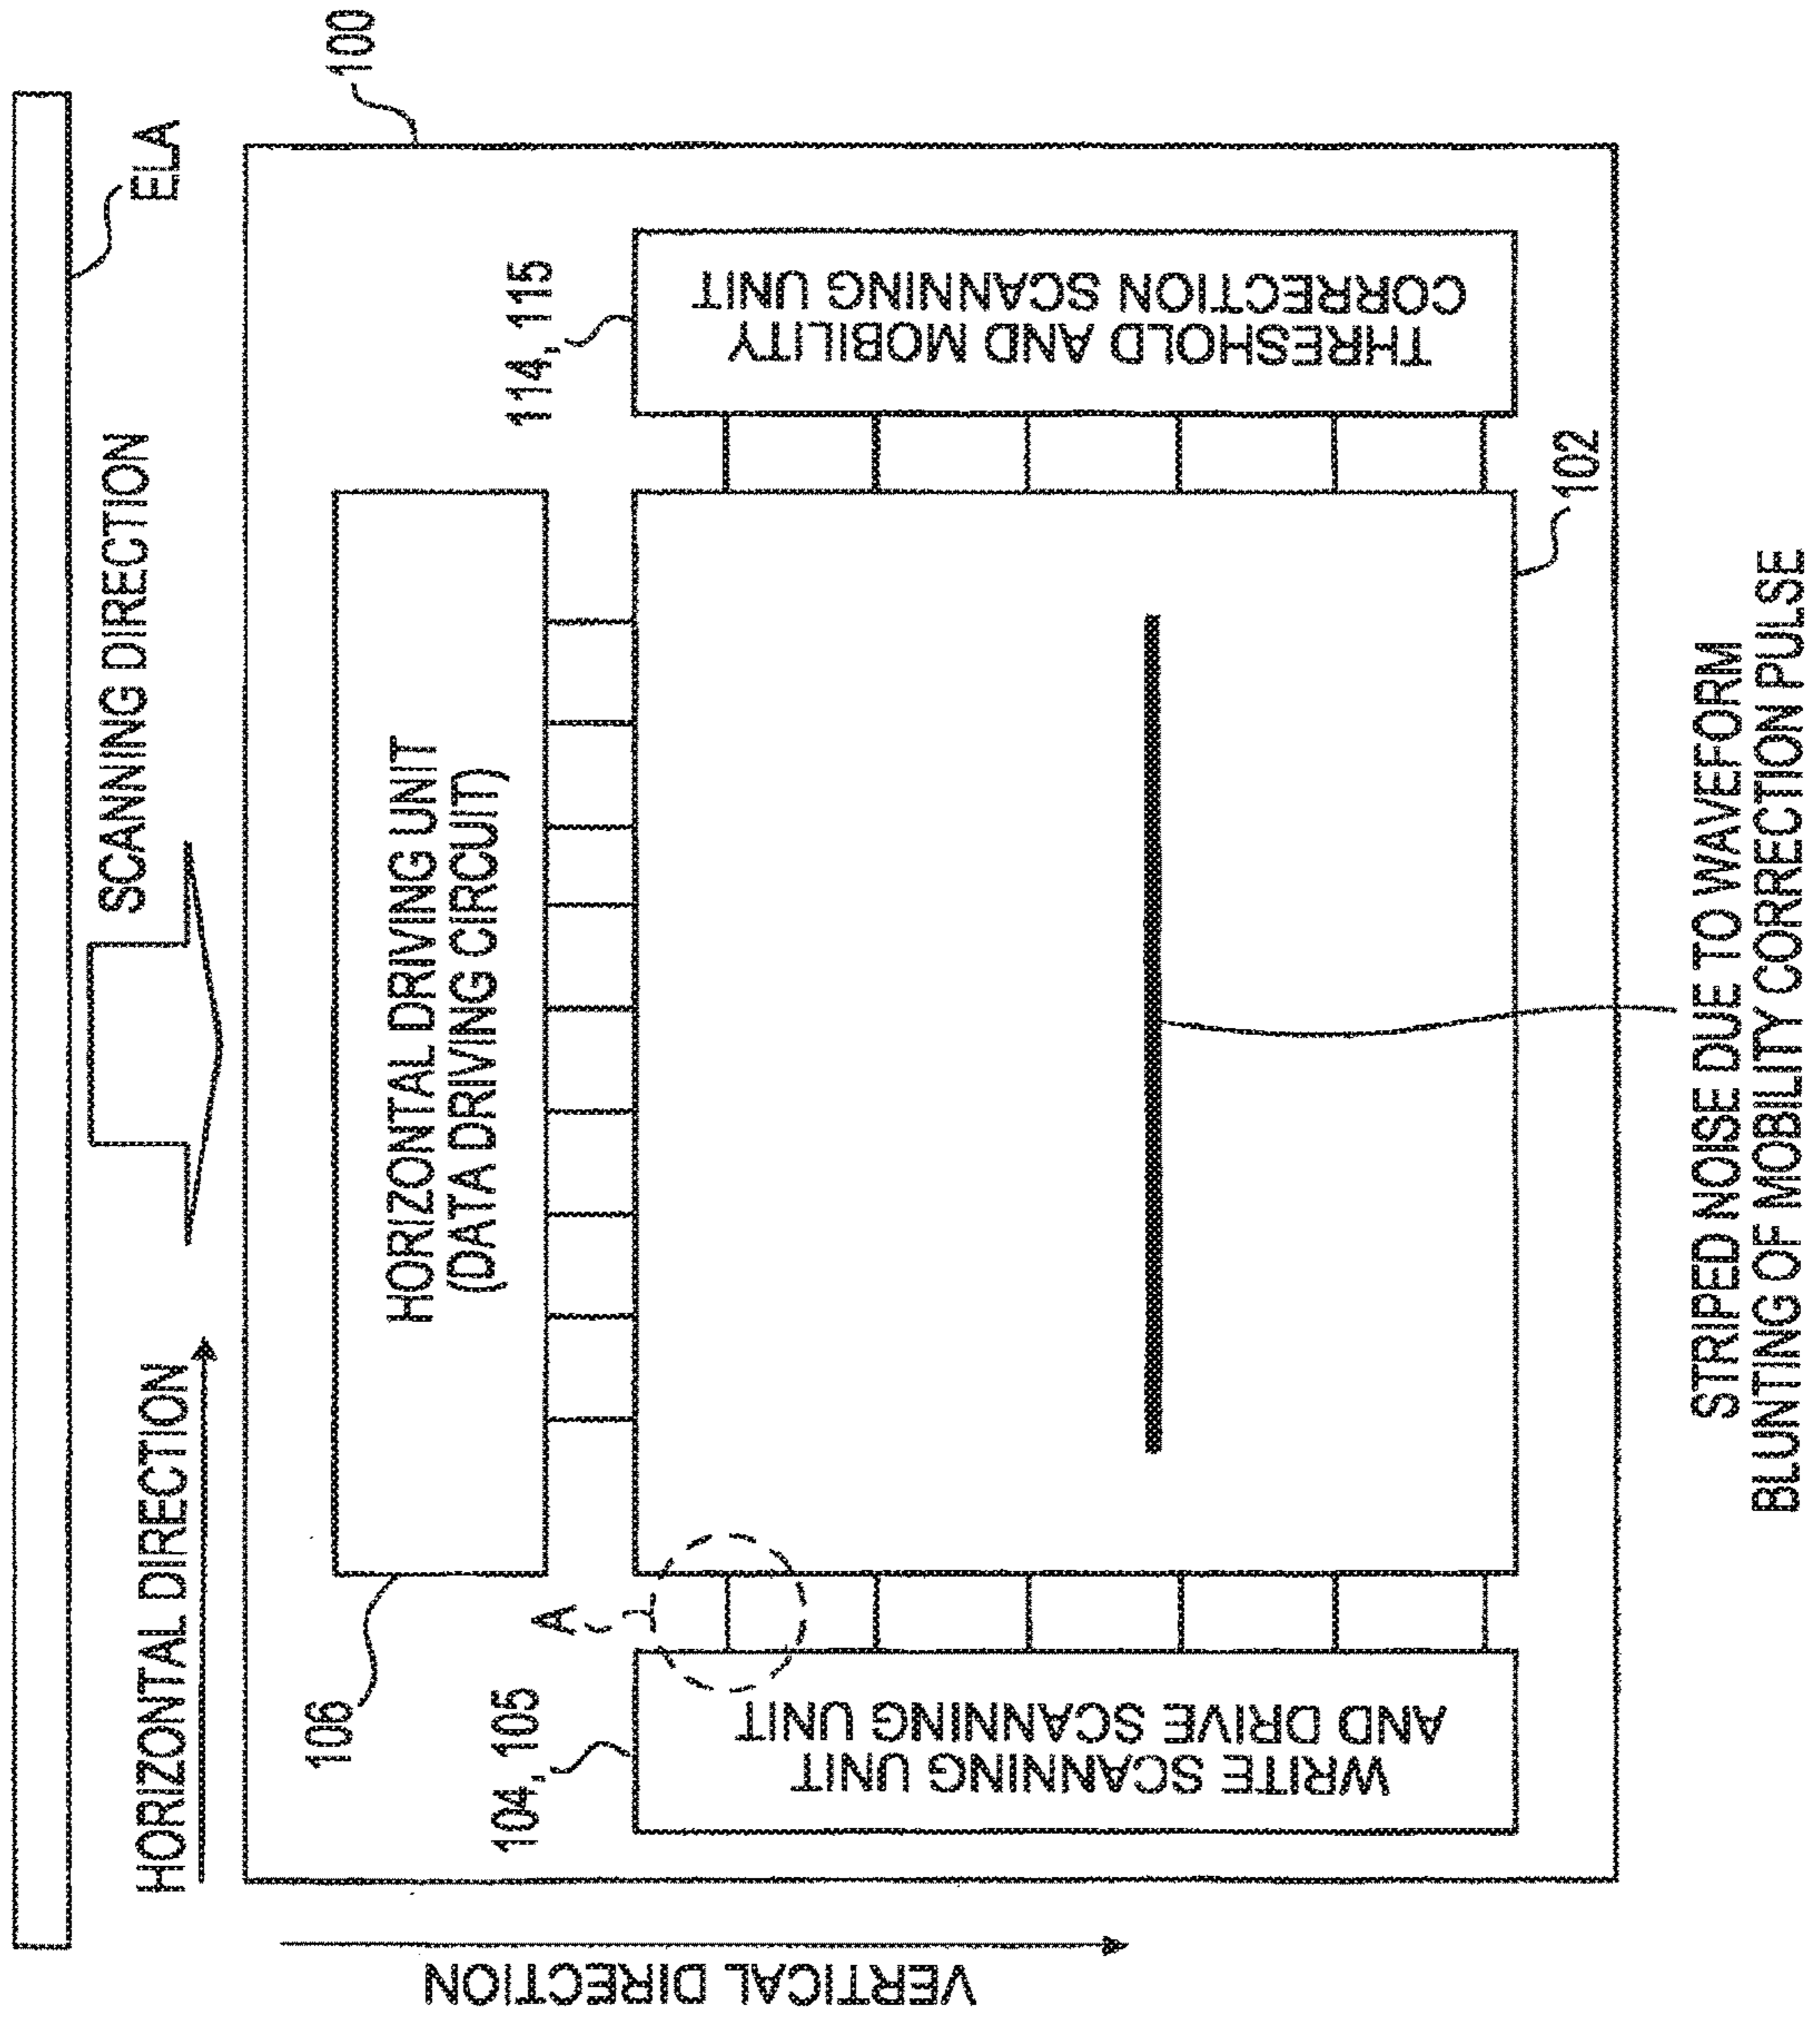 ELA
SCANNING DIRECTION
HORIZONTAL DIRECTION
100
VERTICAL DIRECTION
106
HORIZONTAL DRIVING UNIT
(DATA DRIVING CIRCUIT)
A
104, 105
WRITE SCANNING UNIT
AND DRIVE SCANNING UNIT
114, 115
THRESHOLD AND MOBILITY
CORRECTION SCANNING UNIT
102
STRIPED NOISE DUE TO WAVEFORM
BLUNTING OF MOBILITY CORRECTION PULSE